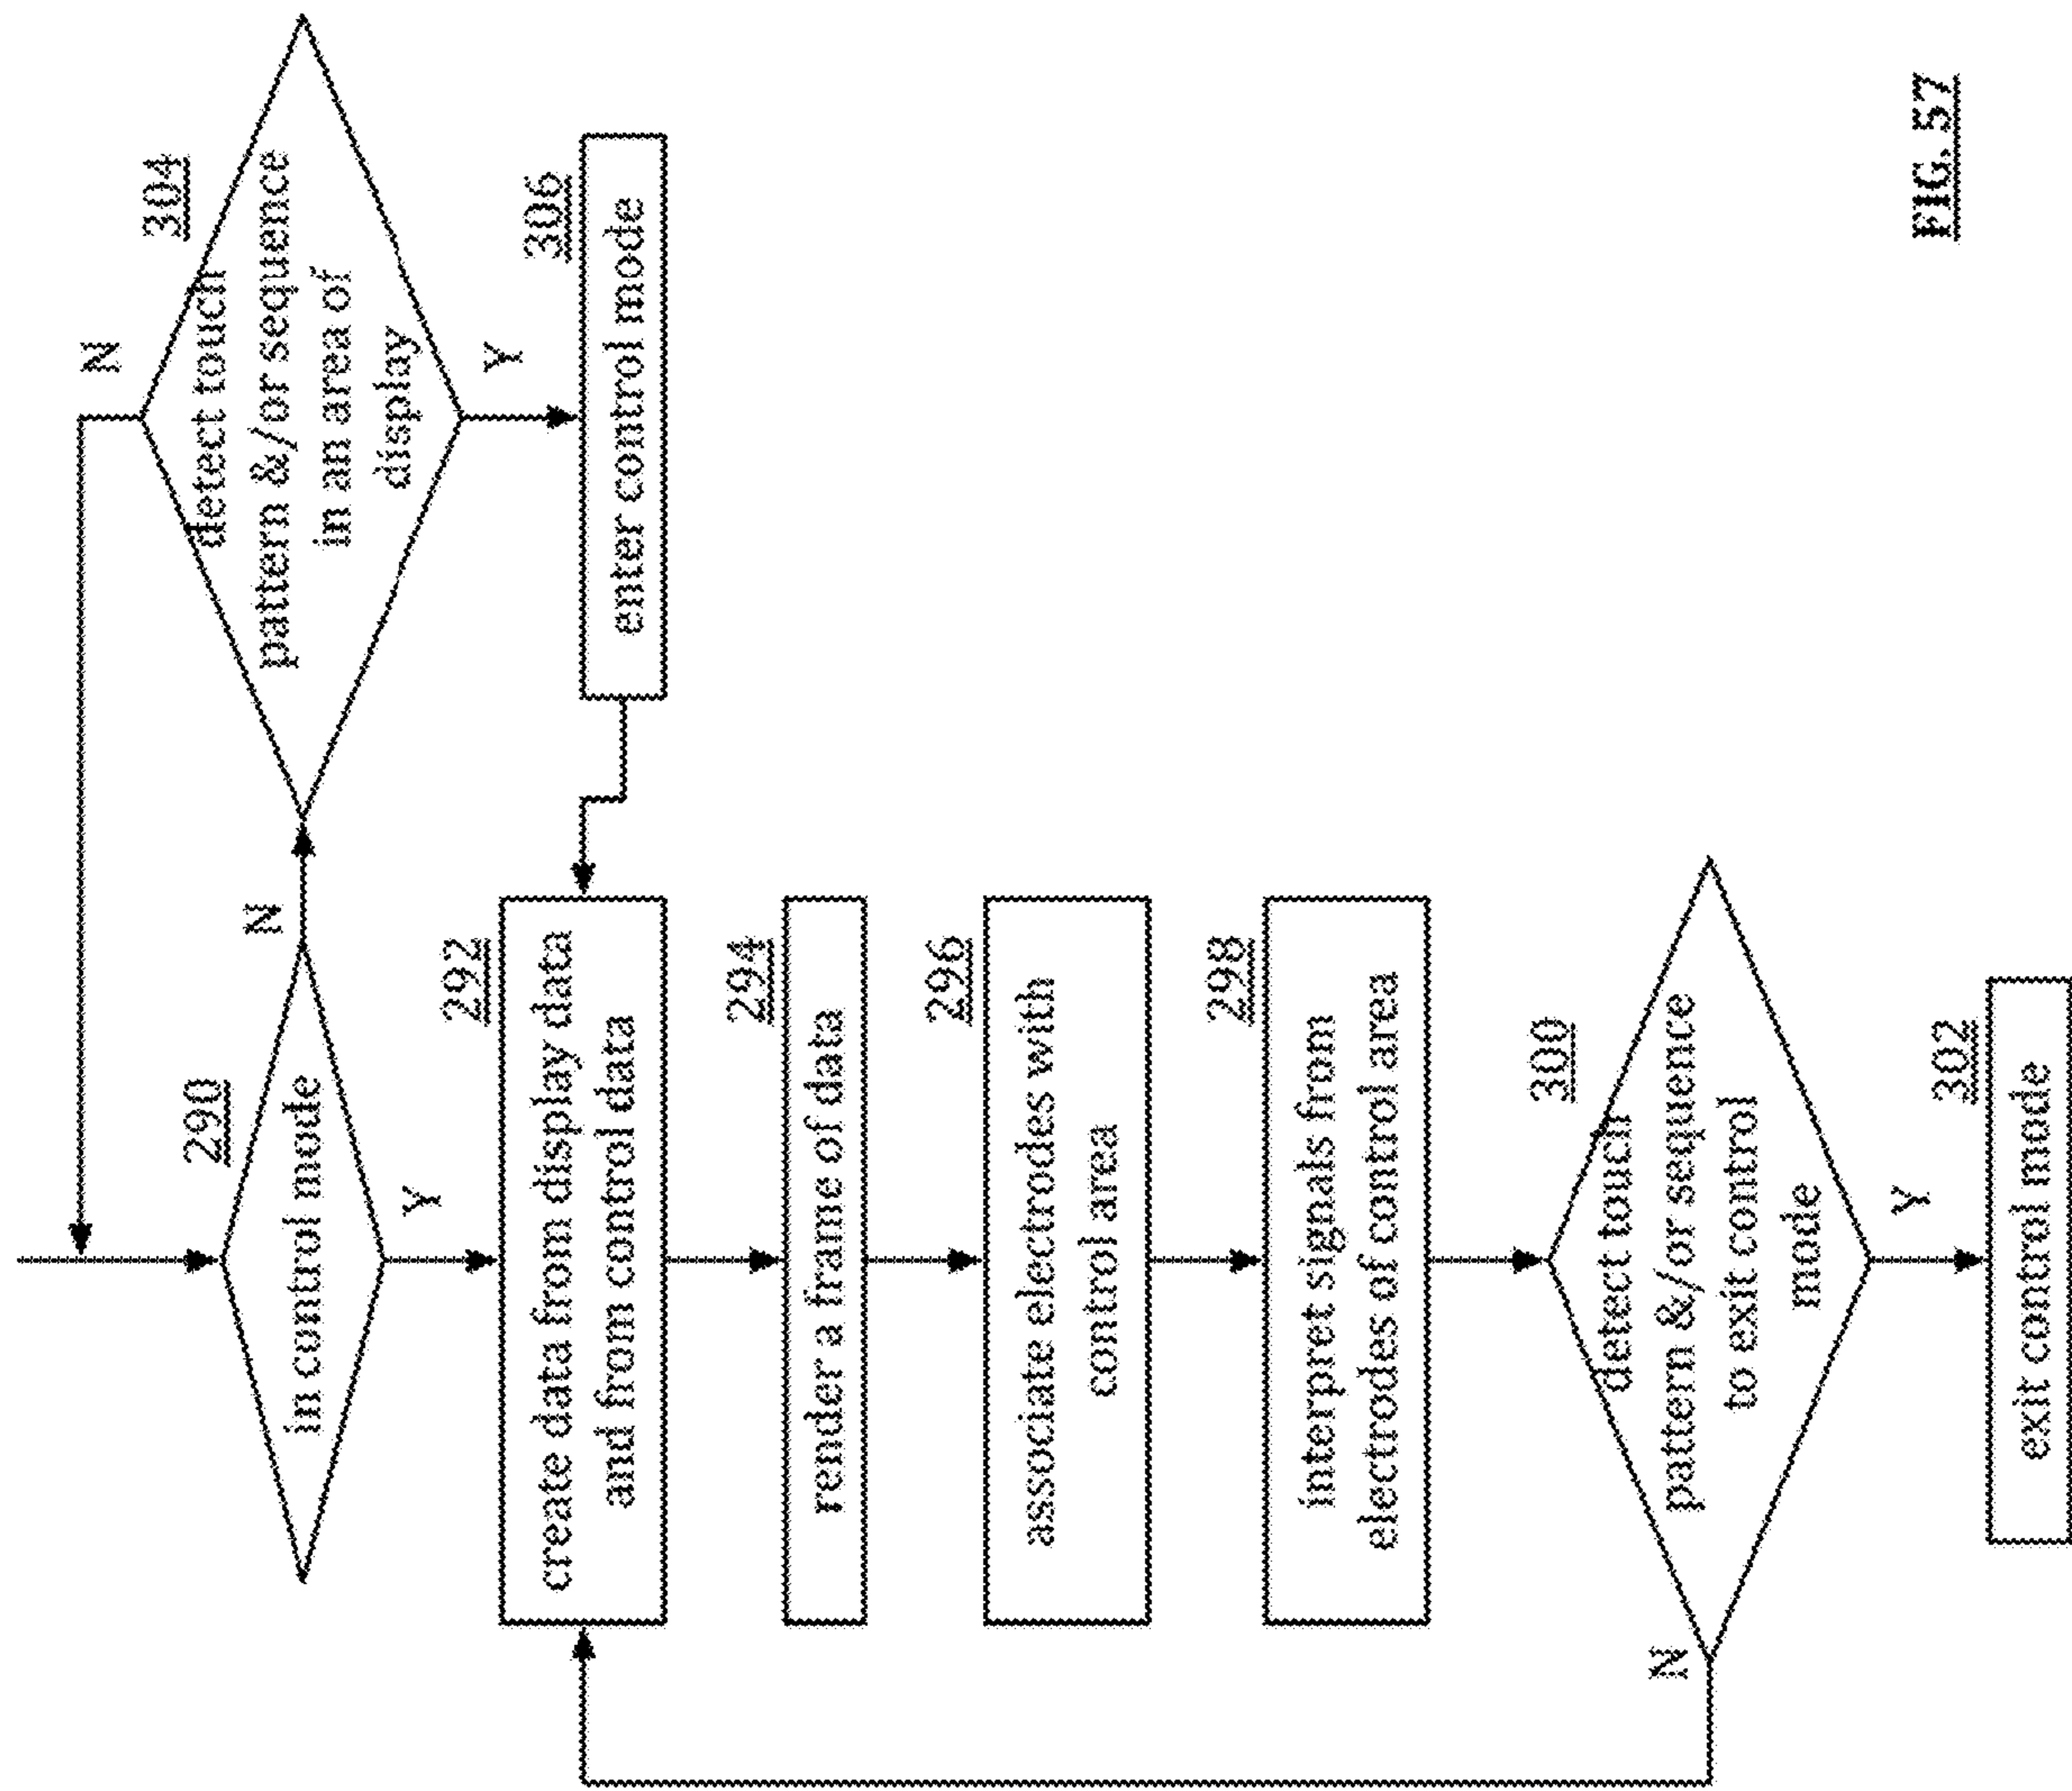 290
in control mode
N
Y
304
detect touch
pattern &/or sequence
in an area of
display
N
Y
306
enter control mode
292
create data from display data
and from control data
294
render a frame of data
296
associate electrodes with
control area
298
interpret signals from
electrodes of control area
300
detect touch
pattern &/or sequence
to exit control
mode
N
Y
302
exit control mode
FIG. 57